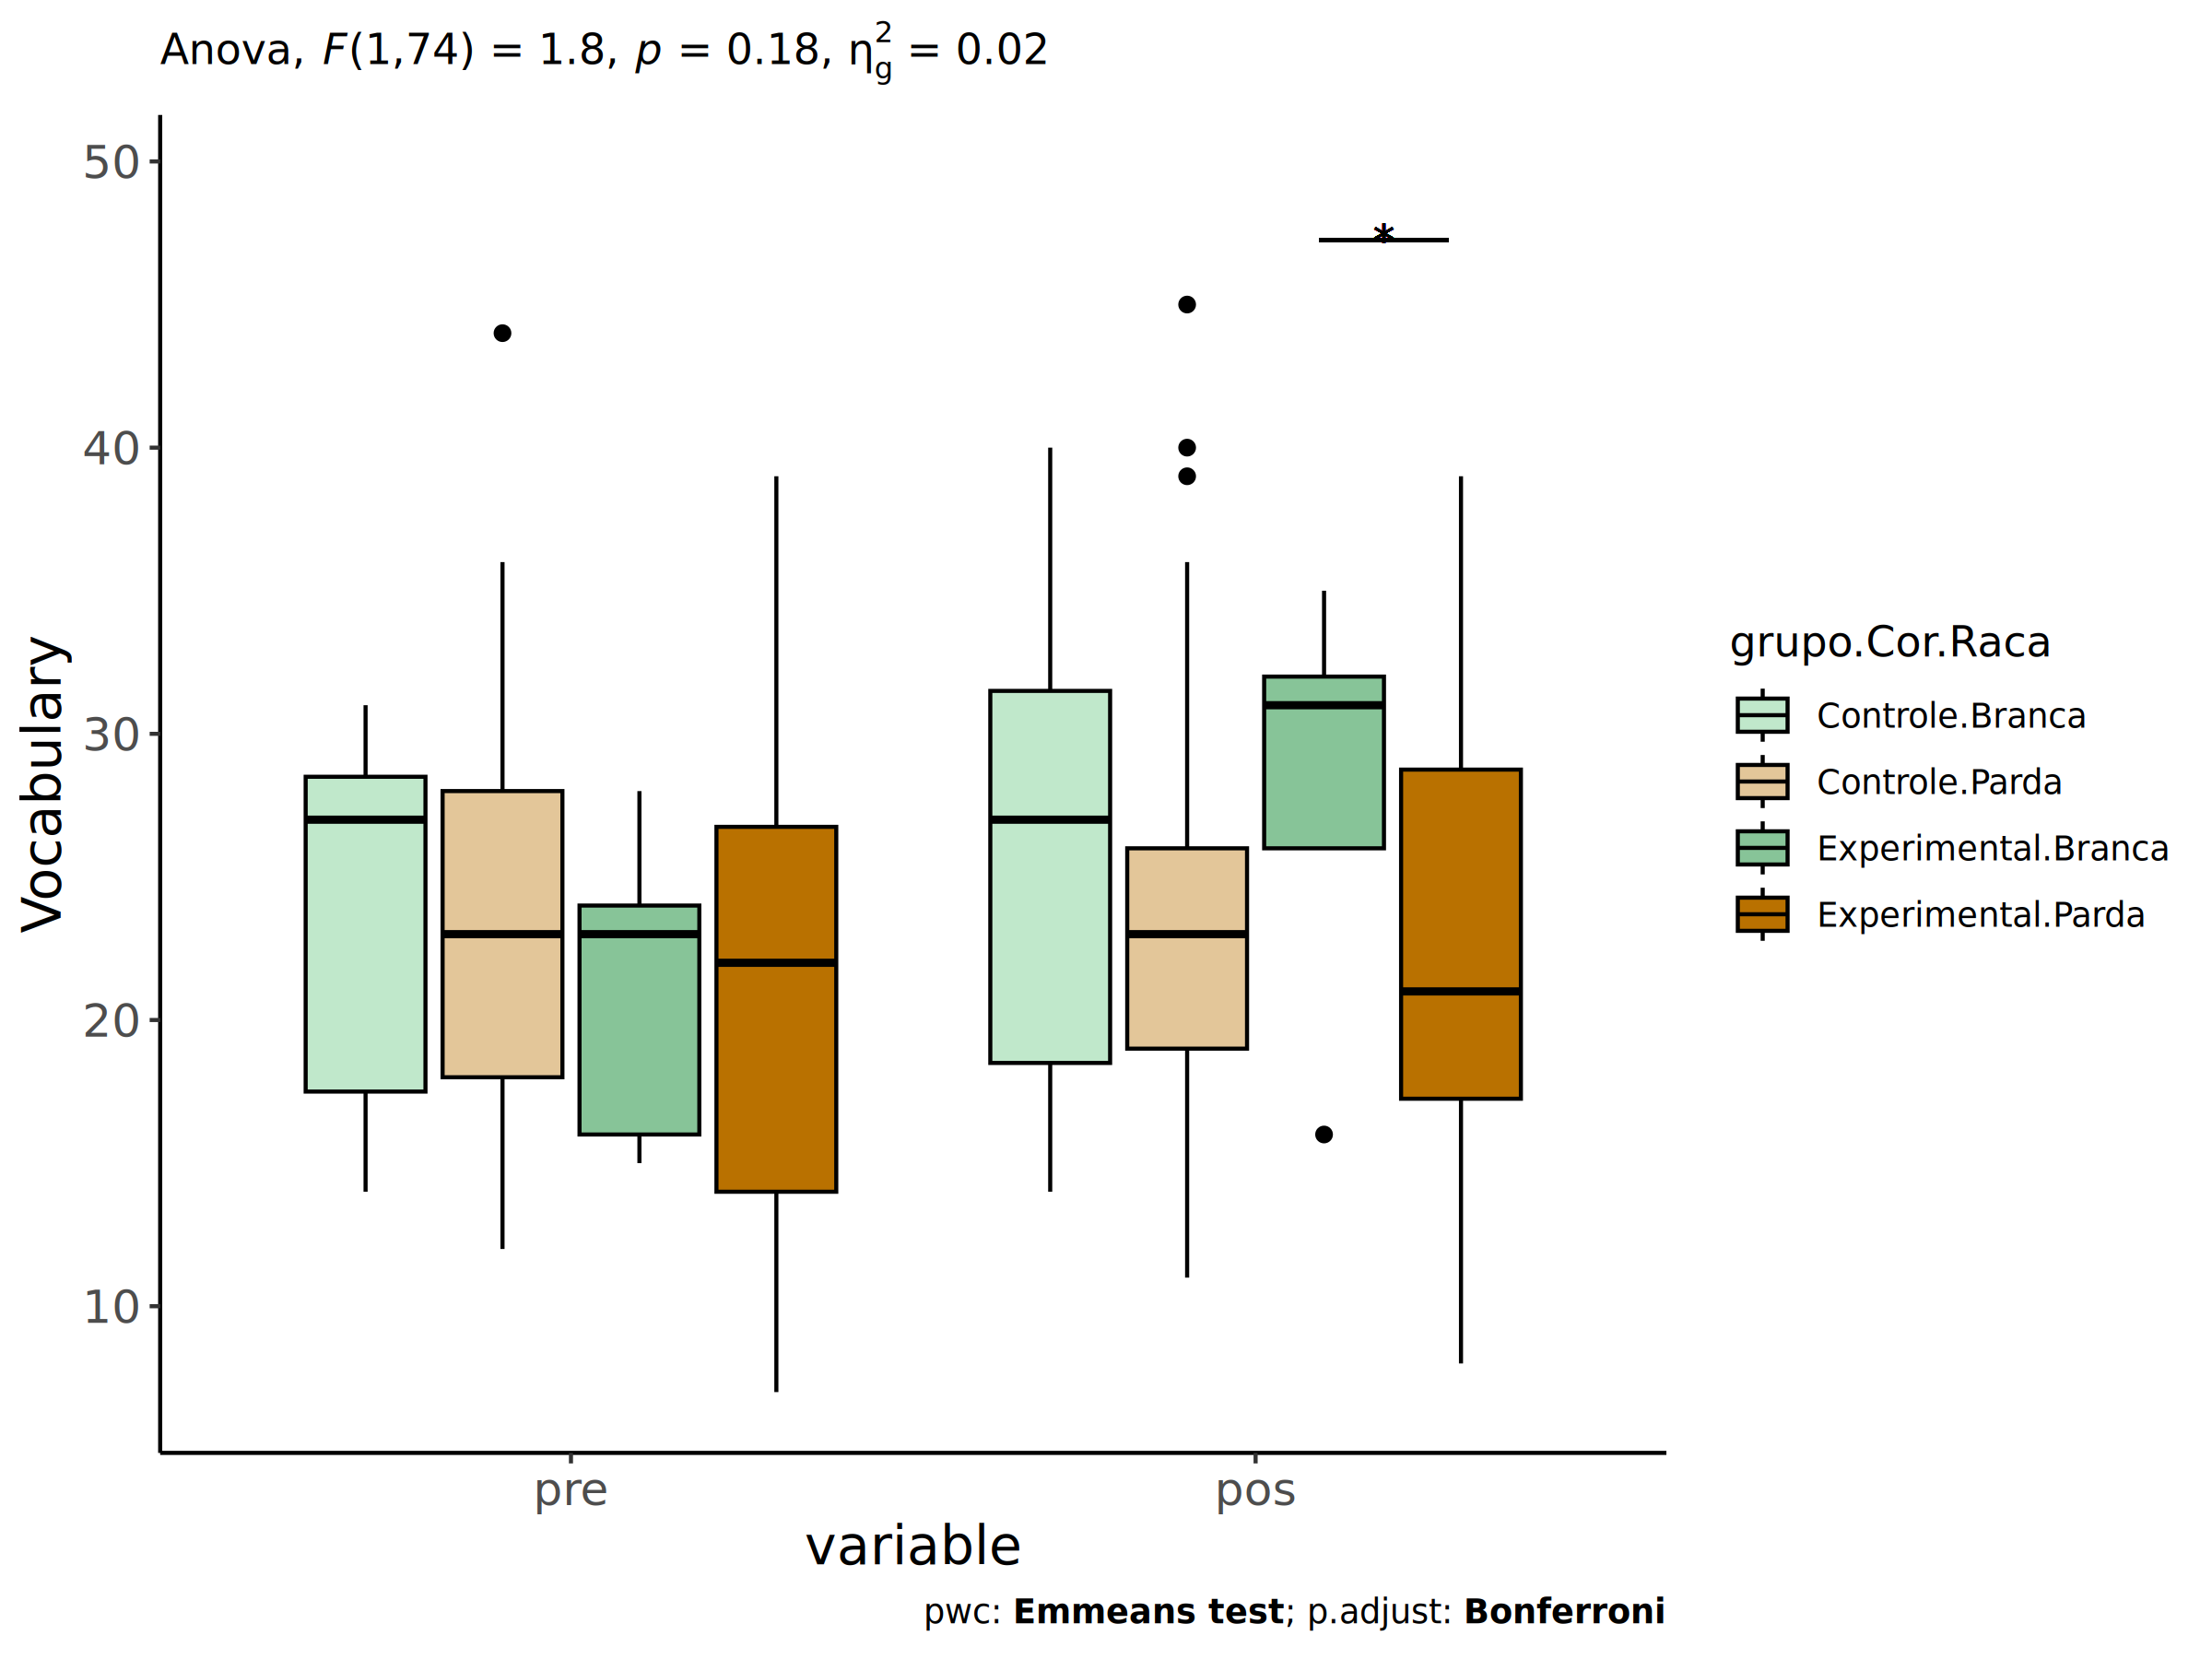 Anova, F(1,74) = 1.8, p = 0.18, η²g = 0.02
50
40
30
20
10
Vocabulary
*
pre
pos
variable
pwc: Emmeans test; p.adjust: Bonferroni
grupo.Cor.Raca
Controle.Branca
Controle.Parda
Experimental.Branca
Experimental.Parda